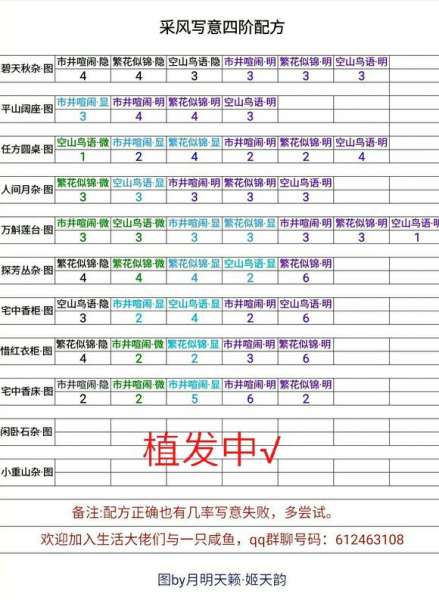 采风写意四阶配方
碧天秋杂·图 市井喧闹·隐 繁花似锦·隐 空山鸟语·隐 市井喧闹·明 繁花似锦·明 空山鸟语·明
4 4 3 3 3 3
平山阔座·图 市井喧闹·显 市井喧闹·明 繁花似锦·明 空山鸟语·明
3 4 4 3
任方圆桌·图 空山鸟语·微 市井喧闹·显 繁花似锦·显 市井喧闹·明 繁花似锦·明 空山鸟语·明
1 2 4 2 2 4
人间月杂·图 繁花似锦·微 空山鸟语·显 市井喧闹·明 繁花似锦·明 空山鸟语·明
3 3 3 3 3
万斛莲台·图 市井喧闹·微 空山鸟语·微 市井喧闹·显 繁花似锦·显 市井喧闹·明 繁花似锦·明 空山鸟语·明
3 3 3 3 3 3 1
探芳丛杂·图 繁花似锦·隐 繁花似锦·微 繁花似锦·显 空山鸟语·显 繁花似锦·明
4 4 4 2 6
宅中香柜·图 空山鸟语·隐 市井喧闹·显 空山鸟语·显 市井喧闹·明 空山鸟语·明
3 2 4 2 6
惜红衣柜·图 繁花似锦·隐 市井喧闹·微 繁花似锦·显 市井喧闹·明 繁花似锦·明
4 2 2 3 6
宅中香床·图 市井喧闹·隐 市井喧闹·微 繁花似锦·显 市井喧闹·明 繁花似锦·明
2 2 5 6 2
闲卧石杂·图
植发中√
小重山杂·图
备注:配方正确也有几率写意失败，多尝试。
欢迎加入生活大佬们与一只咸鱼，qq群聊号码：612463108
图by月明天籁·姬天韵